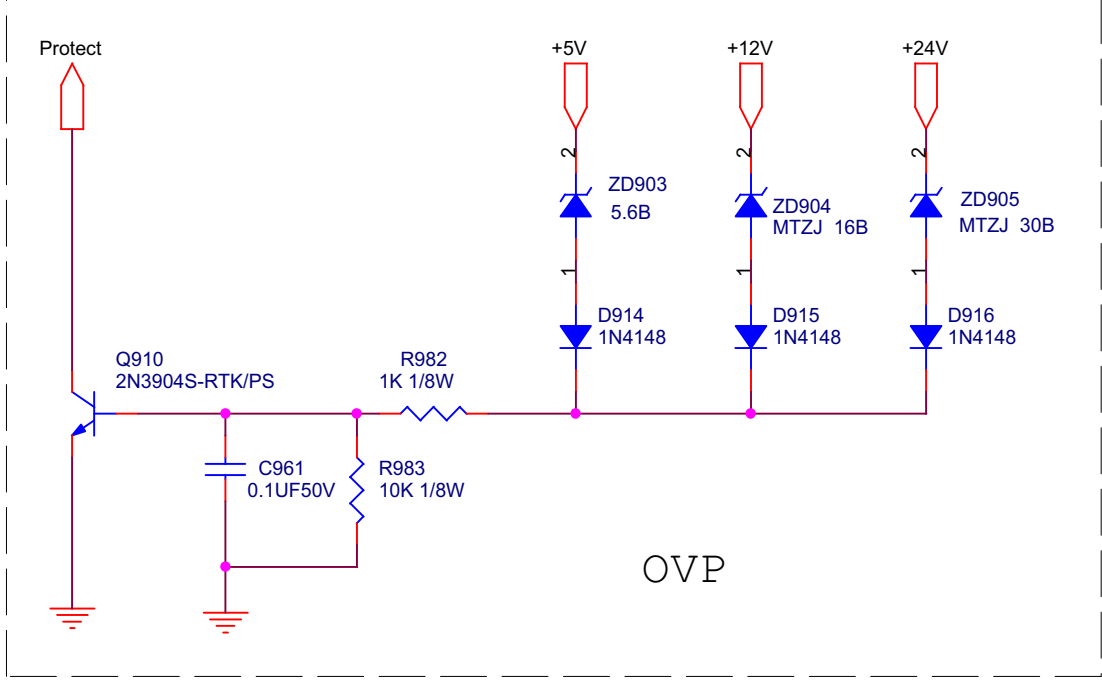 Protect
+5V
+12V
+24V
2
2
2
ZD903
5.6B
ZD904
MTZJ 16B
ZD905
MTZJ 30B
1
1
1
D914
1N4148
D915
1N4148
D916
1N4148
Q910
2N3904S-RTK/PS
R982
1K 1/8W
C961
0.1UF50V
R983
10K 1/8W
OVP